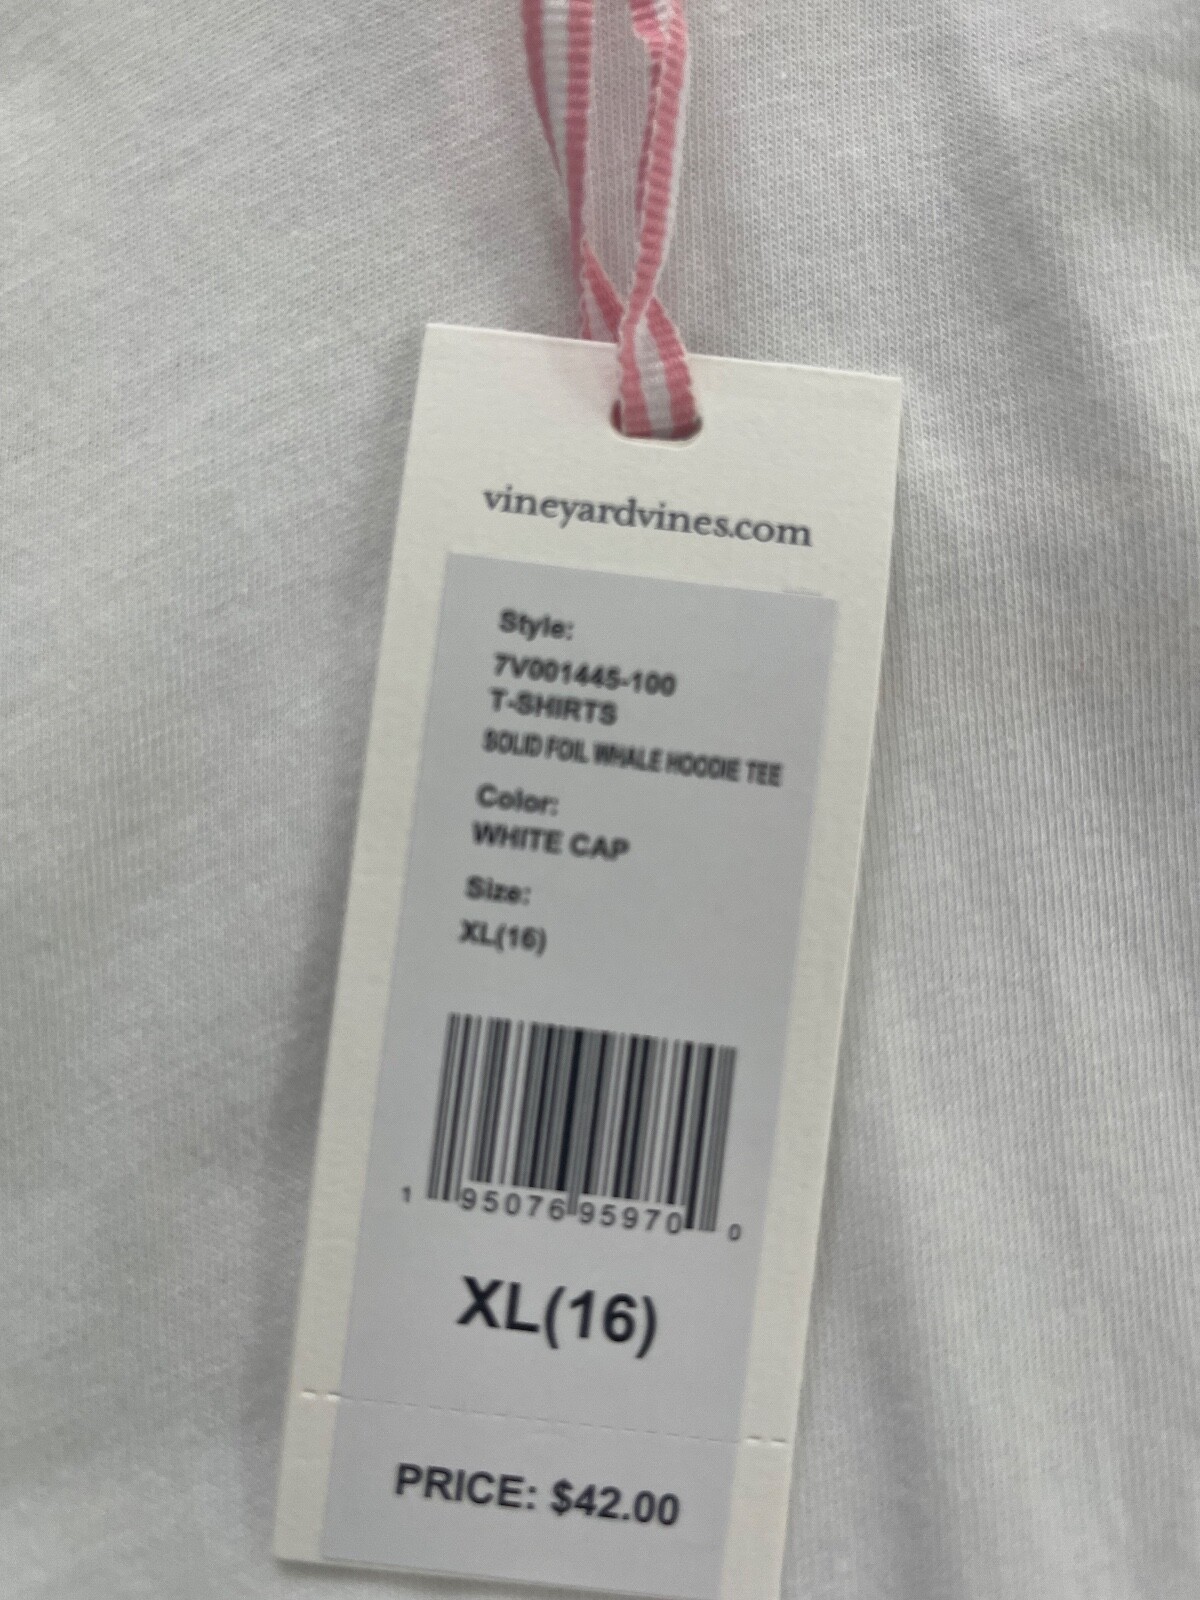 vineyardvines.com
Style:
7V001445-100
T-SHIRTS
SOLID FOIL WHALE HOODIE TEE
Color:
WHITE CAP
Size:
XL(16)
1 95076 95970 0
XL(16)
PRICE: $42.00